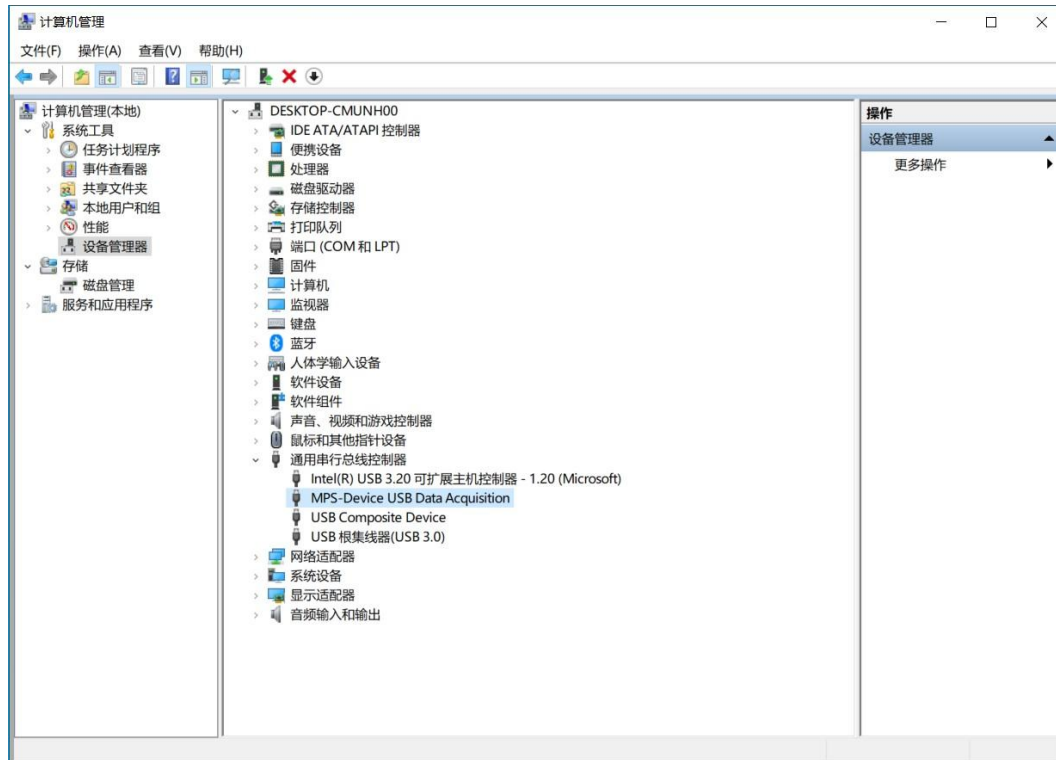 计算机管理
文件(F) 操作(A) 查看(V) 帮助(H)
计算机管理(本地)
系统工具
任务计划程序
事件查看器
共享文件夹
本地用户和组
性能
设备管理器
存储
磁盘管理
服务和应用程序
DESKTOP-CMUNH00
IDE ATA/ATAPI 控制器
便携设备
处理器
磁盘驱动器
存储控制器
打印队列
端口 (COM 和 LPT)
固件
计算机
监视器
键盘
蓝牙
人体学输入设备
软件设备
软件组件
声音、视频和游戏控制器
鼠标和其他指针设备
通用串行总线控制器
Intel(R) USB 3.20 可扩展主机控制器 - 1.20 (Microsoft)
MPS-Device USB Data Acquisition
USB Composite Device
USB 根集线器(USB 3.0)
网络适配器
系统设备
显示适配器
音频输入和输出
操作
设备管理器
更多操作